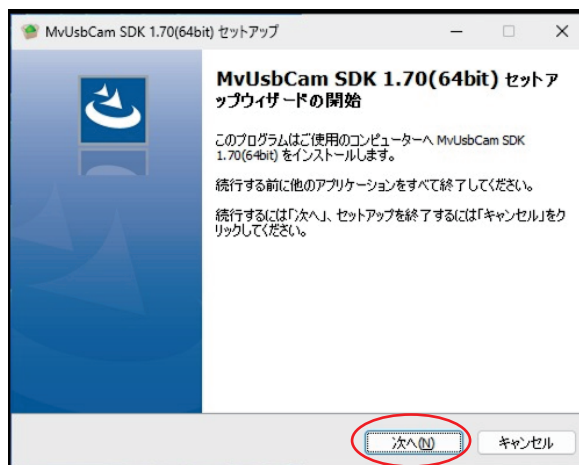 MvUsbCam SDK 1.70(64bit) セットアップ
MvUsbCam SDK 1.70(64bit) セットア
ップウィザードの開始
このプログラムはご使用のコンピューターへ MvUsbCam SDK
1.70(64bit) をインストールします。
続行する前に他のアプリケーションをすべて終了してください。
続行するには「次へ」、セットアップを終了するには「キャンセル」をク
リックしてください。
次へ(N)
キャンセル